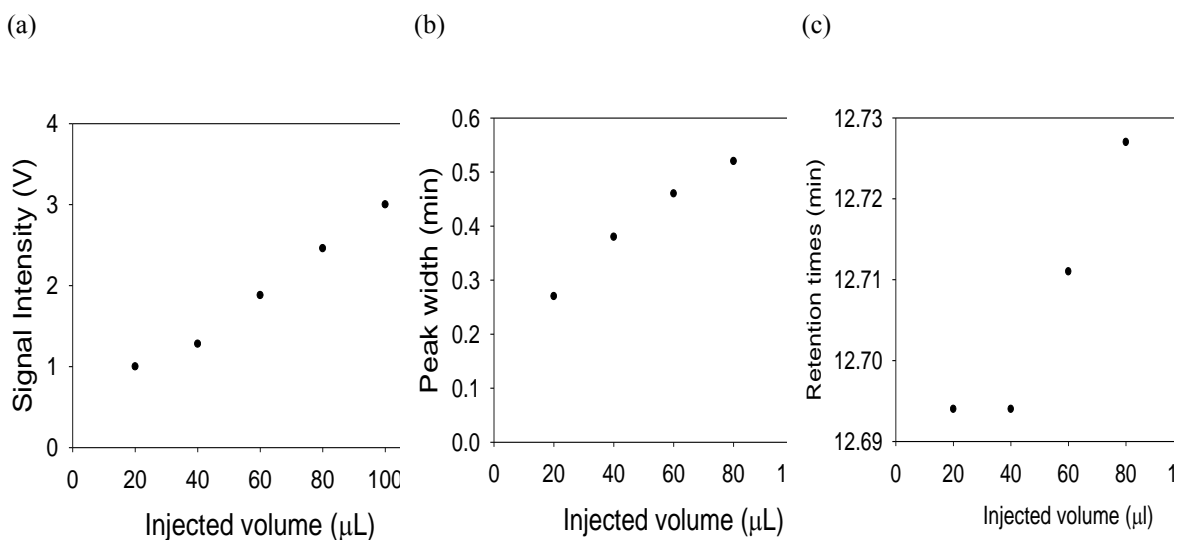 (a)
Signal Intensity (V)
4
3
2
1
0
0 20 40 60 80 100
Injected volume (μL)
(b)
Peak width (min)
0.6
0.5
0.4
0.3
0.2
0.1
0.0
0 20 40 60 80 1
Injected volume (μL)
(c)
Retention times (min)
12.73
12.72
12.71
12.70
12.69
0 20 40 60 80 1
Injected volume (μl)